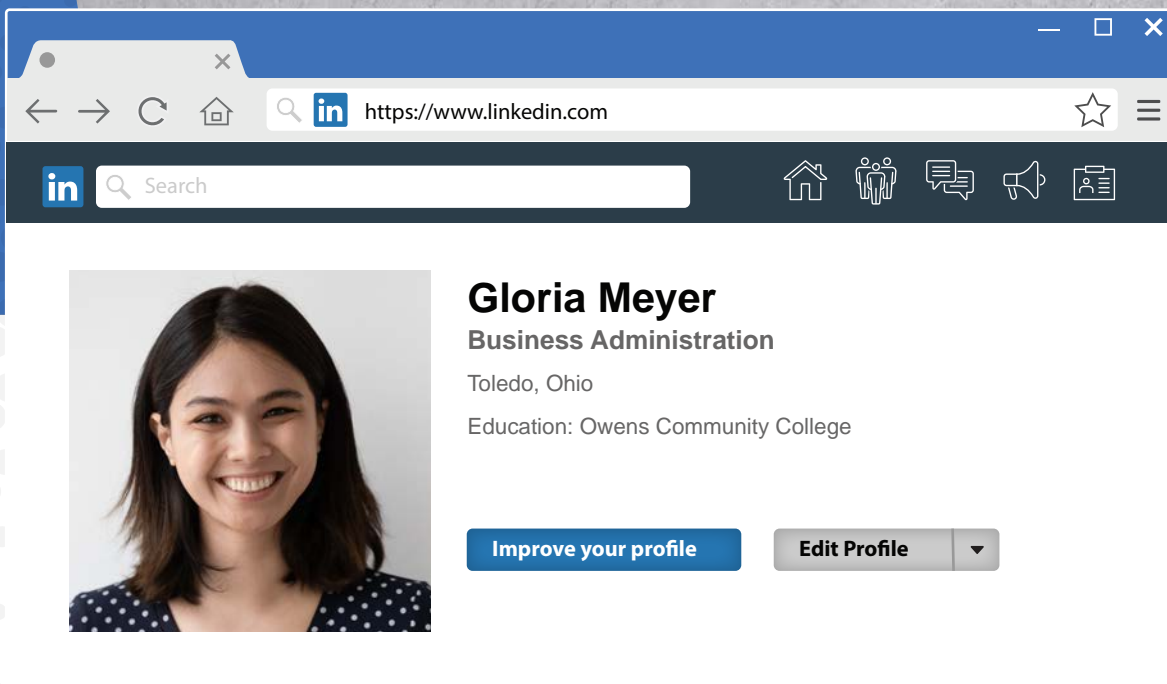 in https://www.linkedin.com
in Search
Gloria Meyer
Business Administration
Toledo, Ohio
Education: Owens Community College
Improve your profile Edit Profile